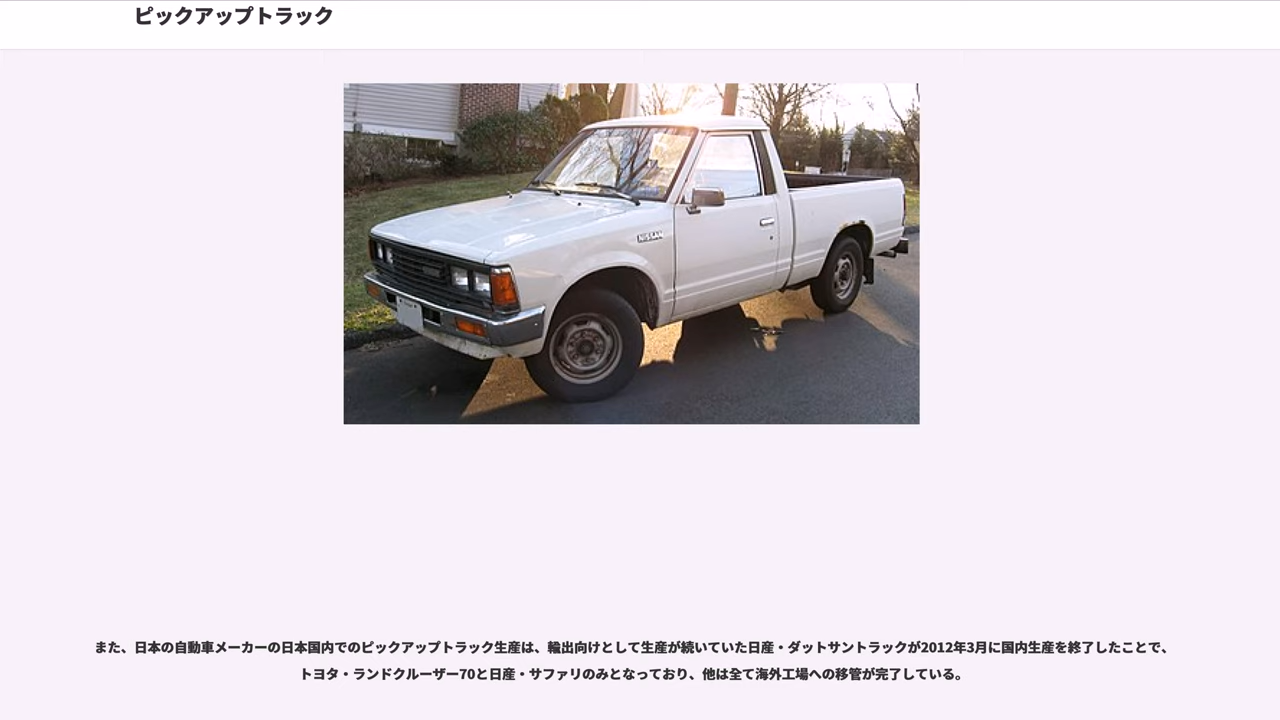 ピックアップトラック
NISSAN
また、日本の自動車メーカーの日本国内でのピックアップトラック生産は、輸出向けとして生産が続いていた日産・ダットサントラックが2012年3月に国内生産を終了したことで、
トヨタ・ランドクルーザー70と日産・サファリのみとなっており、他は全て海外工場への移管が完了している。